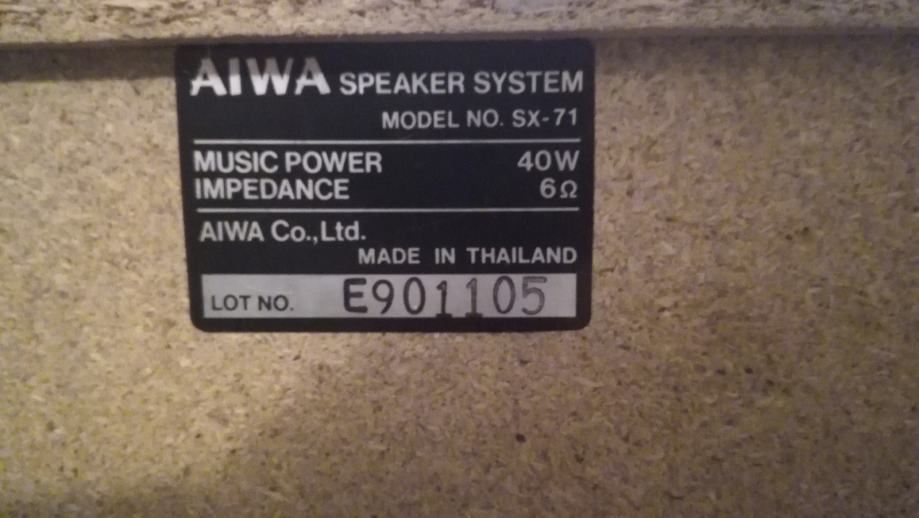 AIWA SPEAKER SYSTEM
MODEL NO. SX-71
MUSIC POWER 40W
IMPEDANCE 6Ω
AIWA Co.,Ltd.
MADE IN THAILAND
LOT NO. E901105